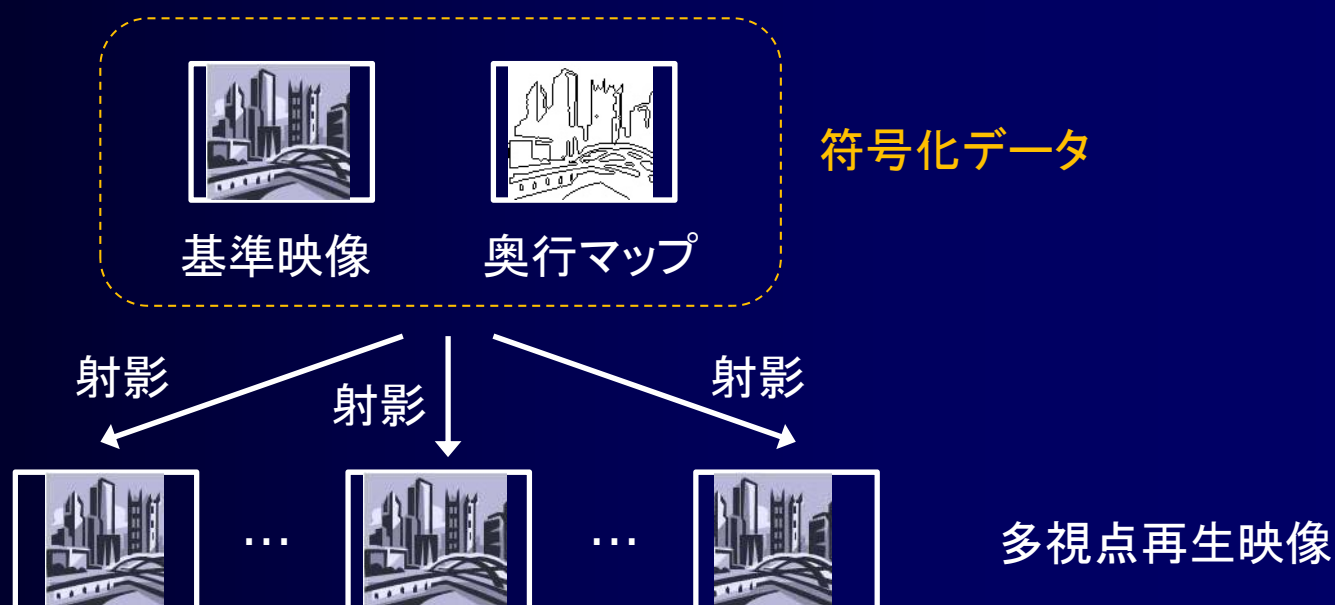 符号化データ
基準映像
奥行マップ
射影
射影
射影
…
…
多視点再生映像